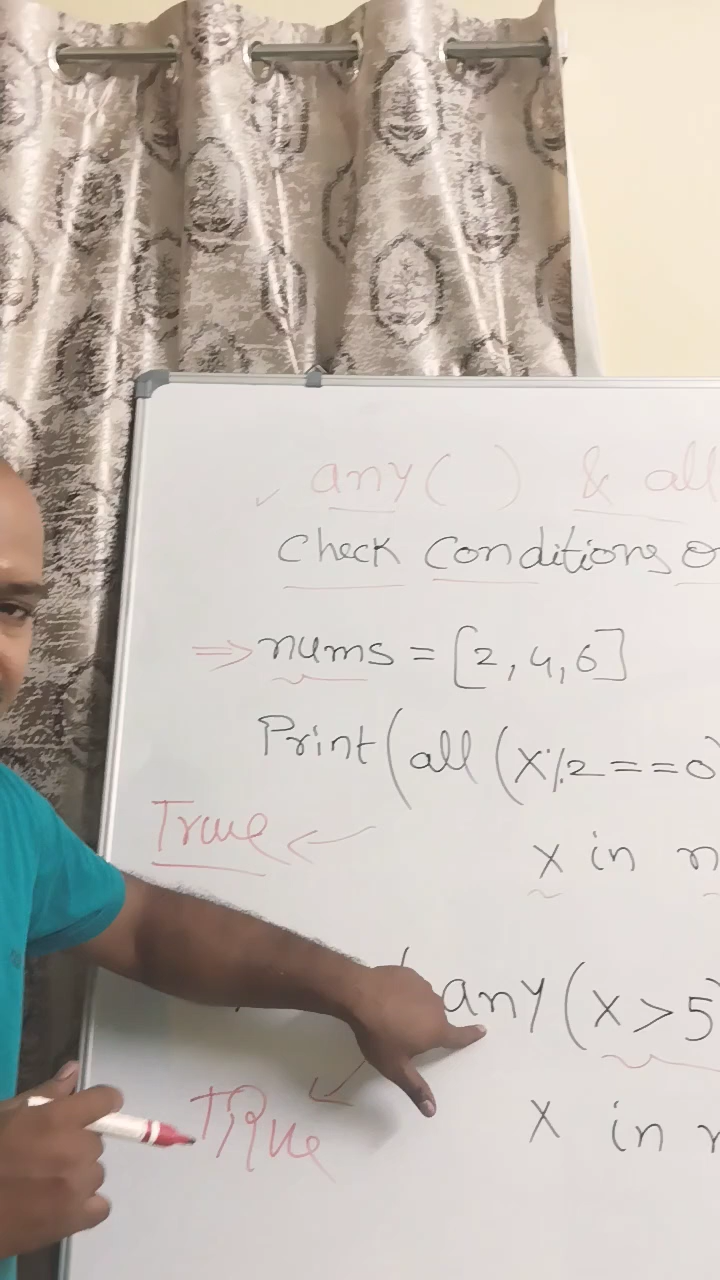 any( ) & all
Check Conditions o
⇒ nums = [2, 4, 6]
Print(all (x%2==0)
True ←
x in n
any(x>5)
TRue
x in n